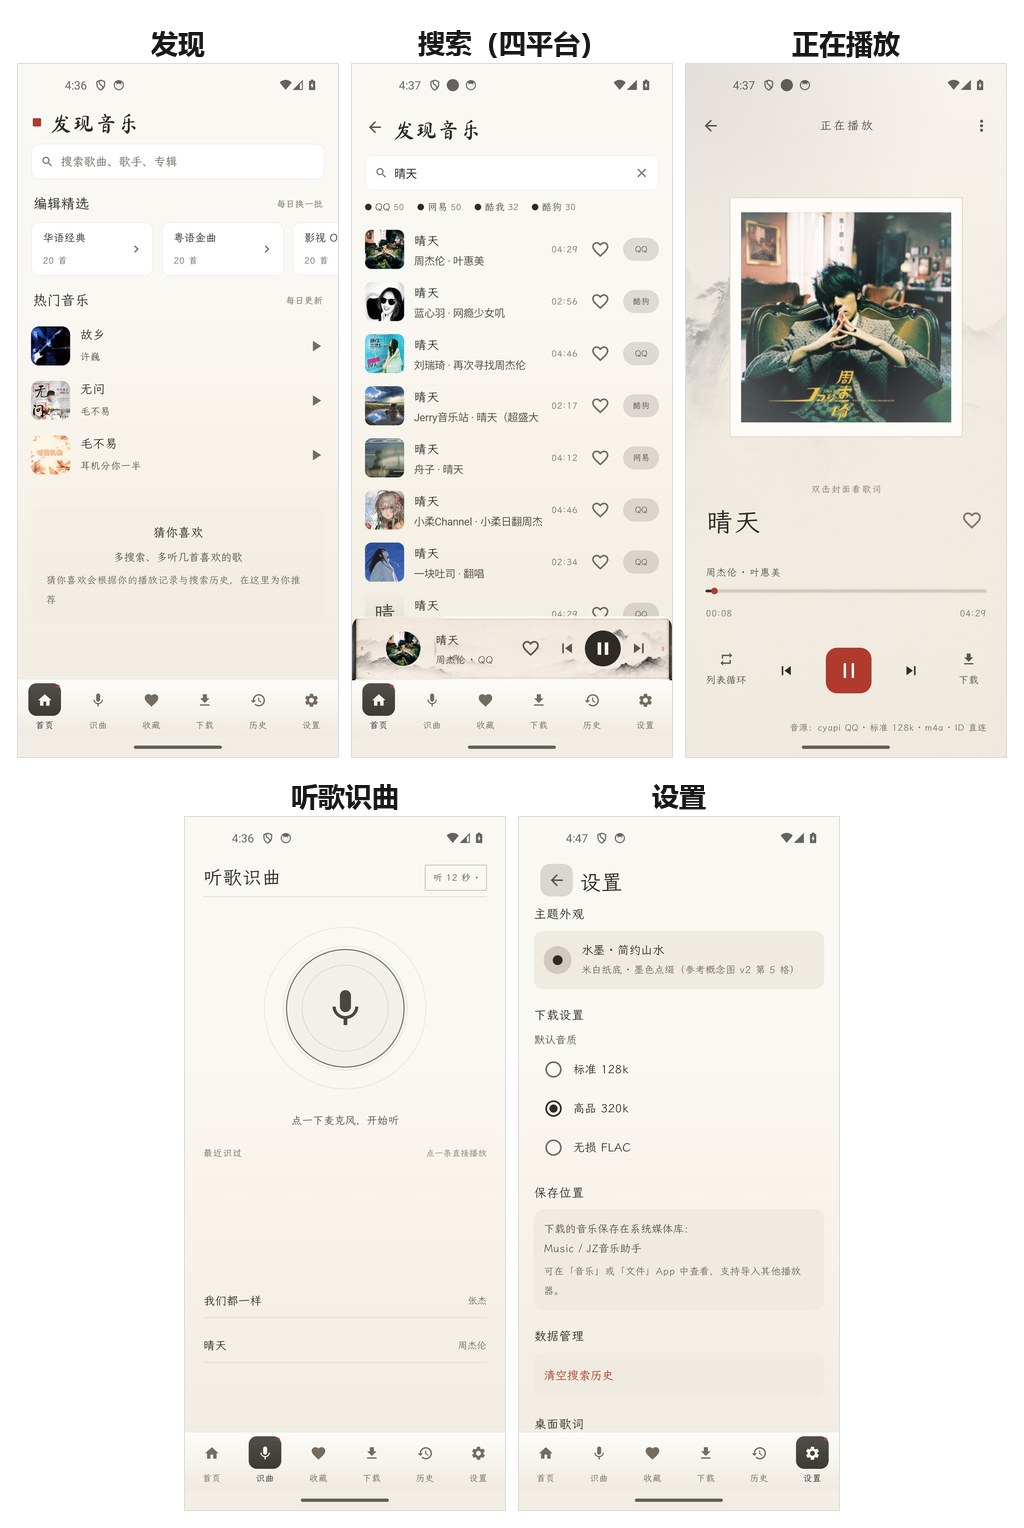 发现
4:36
发现音乐
搜索歌曲、歌手、专辑
编辑精选
每日换一批
华语经典
20 首
粤语金曲
20 首
影视 O
20 首
热门音乐
每日更新
故乡
许巍
无问
毛不易
毛不易
耳机分你一半
猜你喜欢
多搜索、多听几首喜欢的歌
猜你喜欢会根据你的播放记录与搜索历史，在这里为你推
荐
首页
识曲
收藏
下载
历史
设置
搜索（四平台）
4:37
发现音乐
晴天
QQ 50
网易 50
酷我 32
酷狗 30
晴天
周杰伦 · 叶惠美
04:29
QQ
晴天
蓝心羽 · 网瘾少女叽
02:56
酷狗
晴天
刘瑞琦 · 再次寻找周杰伦
04:46
QQ
晴天
Jerry音乐站 · 晴天（超盛大
02:17
酷狗
晴天
舟子 · 晴天
04:12
网易
晴天
小柔Channel · 小柔日翻周杰
04:46
QQ
晴天
一块吐司 · 翻唱
02:34
QQ
晴
晴天
04:29
QQ
晴天
周杰伦 · QQ
首页
识曲
收藏
下载
历史
设置
正在播放
4:37
正在播放
周杰伦
Jay
双击封面看歌词
晴天
周杰伦 · 叶惠美
00:08
04:29
列表循环
下载
音源：cyapi QQ · 标准 128k · m4a · ID 直连
听歌识曲
4:36
听歌识曲
听 12 秒 ·
点一下麦克风，开始听
最近识过
点一条直接播放
我们都一样
张杰
晴天
周杰伦
首页
识曲
收藏
下载
历史
设置
设置
4:47
设置
主题外观
水墨 · 简约山水
米白纸底 · 墨色点缀（参考概念图 v2 第 5 格）
下载设置
默认音质
标准 128k
高品 320k
无损 FLAC
保存位置
下载的音乐保存在系统媒体库：
Music / JZ音乐助手
可在「音乐」或「文件」App 中查看，支持导入其他播放
器。
数据管理
清空搜索历史
桌面歌词
首页
识曲
收藏
下载
历史
设置